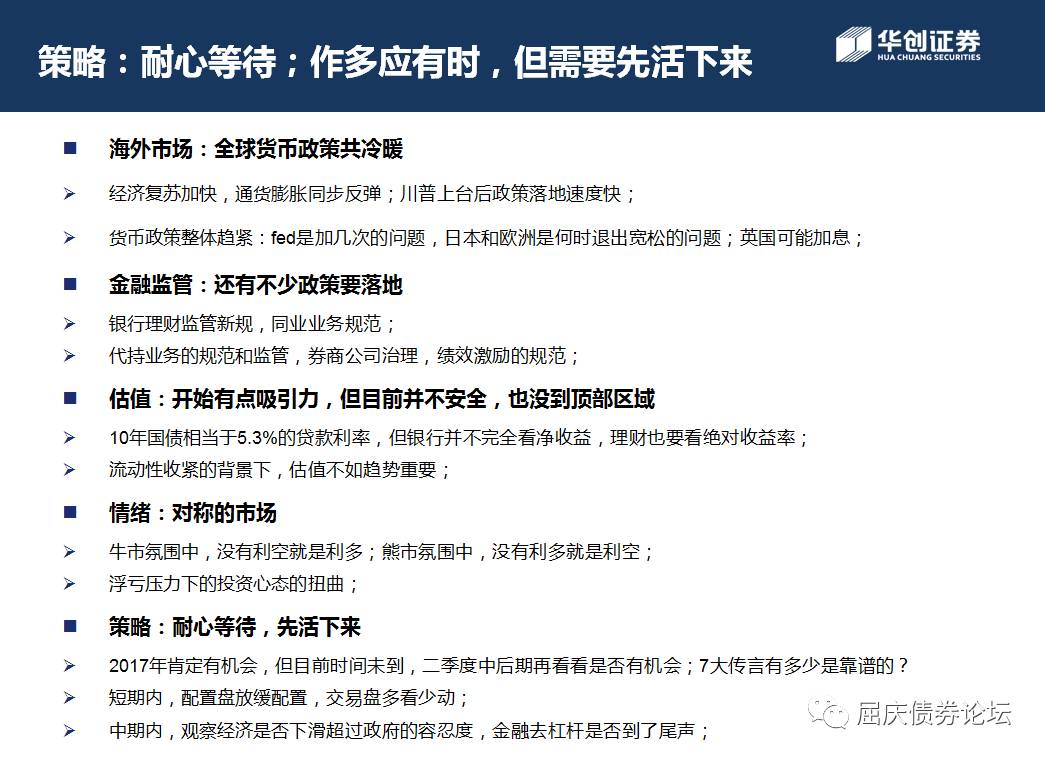 策略：耐心等待；作多应有时，但需要先活下来
华创证券
HUA CHUANG SECURITIES
海外市场：全球货币政策共冷暖
经济复苏加快，通货膨胀同步反弹；川普上台后政策落地速度快；
货币政策整体趋紧：fed是加几次的问题，日本和欧洲是何时退出宽松的问题；英国可能加息；
金融监管：还有不少政策要落地
银行理财监管新规，同业业务规范；
代持业务的规范和监管，券商公司治理，绩效激励的规范；
估值：开始有点吸引力，但目前并不安全，也没到顶部区域
10年国债相当于5.3%的贷款利率，但银行并不完全看净收益，理财也要看绝对收益率；
流动性收紧的背景下，估值不如趋势重要；
情绪：对称的市场
牛市氛围中，没有利空就是利多；熊市氛围中，没有利多就是利空；
浮亏压力下的投资心态的扭曲；
策略：耐心等待，先活下来
2017年肯定有机会，但目前时间未到，二季度中后期再看看是否有机会；7大传言有多少是靠谱的？
短期内，配置盘放缓配置，交易盘多看少动；
中期内，观察经济是否下滑超过政府的容忍度，金融去杠杆是否到了尾声；
屈庆债券论坛